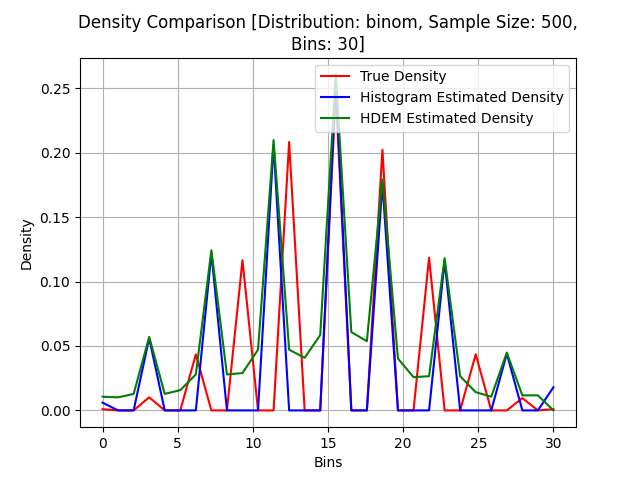 Density Comparison [Distribution: binom, Sample Size: 500,
Bins: 30]
True Density
Histogram Estimated Density
HDEM Estimated Density
0.25
0.20
0.15
0.10
0.05
0.00
Density
0 5 10 15 20 25 30
Bins